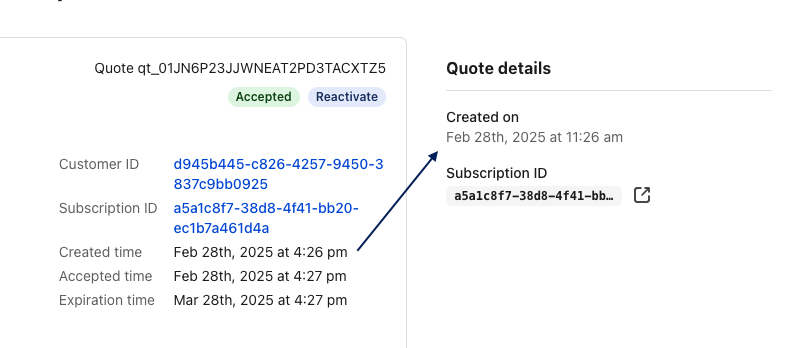 Quote qt_01JN6P23JJWNEAT2PD3TACXTZ5
Accepted
Reactivate
Customer ID
d945b445-c826-4257-9450-3
837c9bb0925
Subscription ID
a5a1c8f7-38d8-4f41-bb20-
ec1b7a461d4a
Created time
Feb 28th, 2025 at 4:26 pm
Accepted time
Feb 28th, 2025 at 4:27 pm
Expiration time
Mar 28th, 2025 at 4:27 pm
Quote details
Created on
Feb 28th, 2025 at 11:26 am
Subscription ID
a5a1c8f7-38d8-4f41-bb…